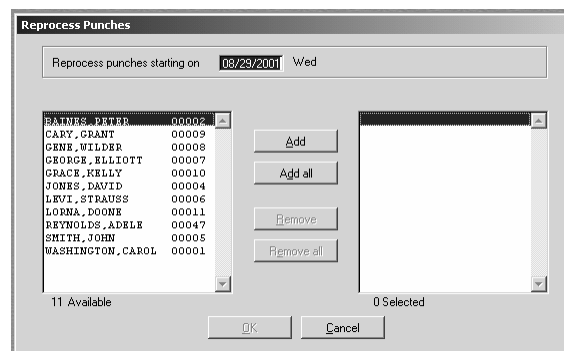 Reprocess Punches
Reprocess punches starting on 08/29/2001 Wed
BAINES,PETER 00002
CARY,GRANT 00009
GENE,WILDER 00008
GEORGE,ELLIOTT 00007
GRACE,KELLY 00010
JONES,DAVID 00004
LEVI,STRAUSS 00006
LORNA,DOONE 00011
REYNOLDS,ADELE 00047
SMITH,JOHN 00005
WASHINGTON,CAROL 00001
11 Available
Add
Add all
Remove
Remove all
0 Selected
OK Cancel